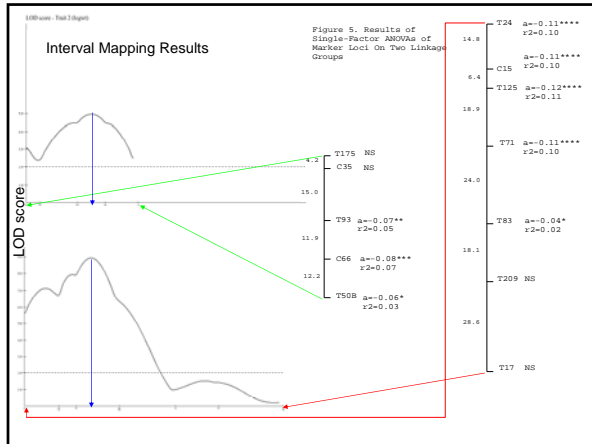 LOD score - Trait 2 (logwt)
Interval Mapping Results
Figure 5. Results of
Single-Factor ANOVAs of
Marker Loci On Two Linkage
Groups
LOD score
T175 NS
4.2
C35 NS
15.0
T93 a=-0.07**
r2=0.05
11.9
C66 a=-0.08***
r2=0.07
12.2
T50B a=-0.06*
r2=0.03
T24 a=-0.11****
r2=0.10
14.8
C15 a=-0.11****
r2=0.10
6.4
T125 a=-0.12****
r2=0.11
18.9
T71 a=-0.11****
r2=0.10
24.0
T83 a=-0.04*
r2=0.02
18.1
T209 NS
28.6
T17 NS